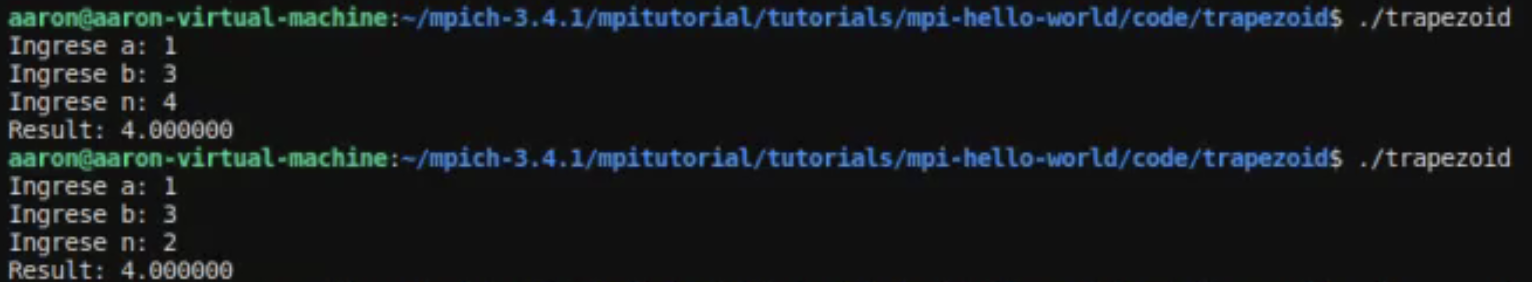 aaron@aaron-virtual-machine:~/mpich-3.4.1/mpitutorial/tutorials/mpi-hello-world/code/trapezoid$ ./trapezoid
Ingrese a: 1
Ingrese b: 3
Ingrese n: 4
Result: 4.000000
aaron@aaron-virtual-machine:~/mpich-3.4.1/mpitutorial/tutorials/mpi-hello-world/code/trapezoid$ ./trapezoid
Ingrese a: 1
Ingrese b: 3
Ingrese n: 2
Result: 4.000000